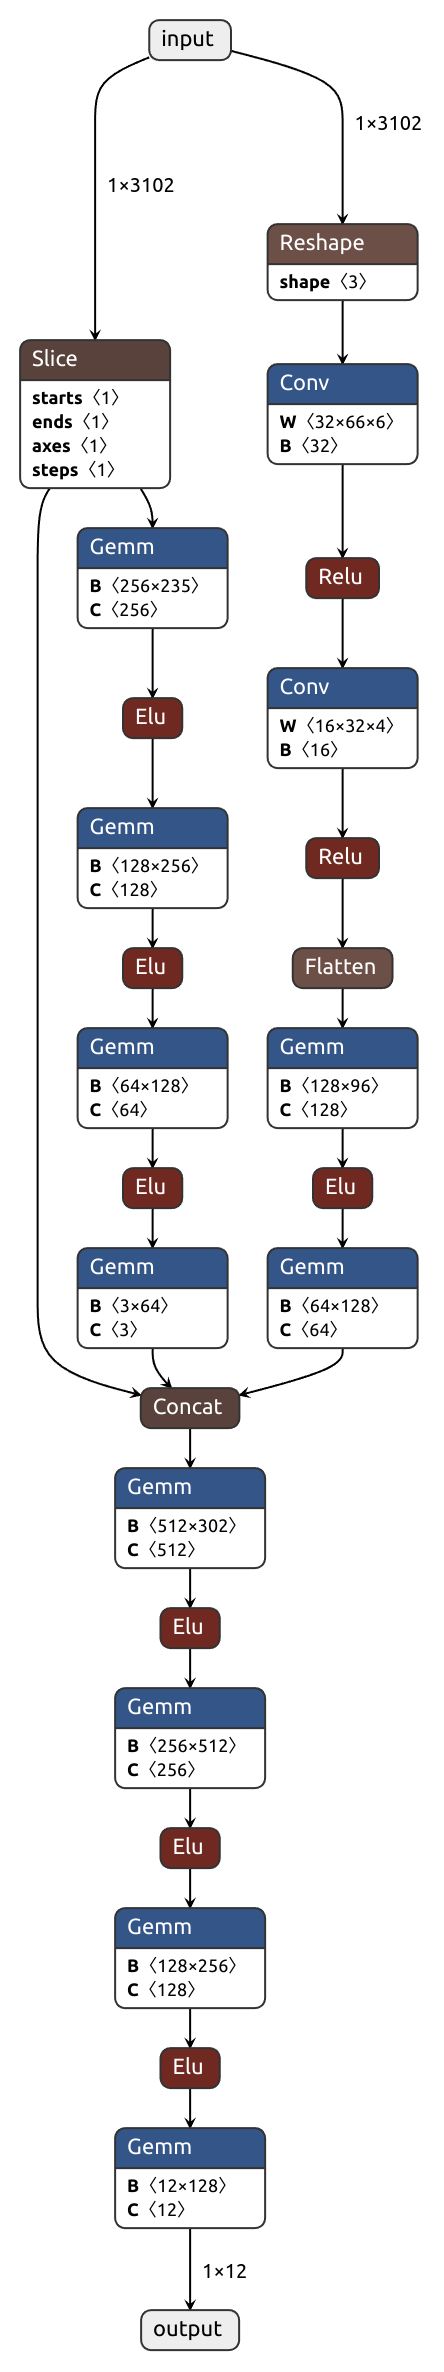 input
1×3102
1×3102
Reshape
shape〈3〉
Slice
starts〈1〉
ends〈1〉
axes〈1〉
steps〈1〉
Conv
W〈32×66×6〉
B〈32〉
Gemm
B〈256×235〉
C〈256〉
Relu
Elu
Conv
W〈16×32×4〉
B〈16〉
Gemm
B〈128×256〉
C〈128〉
Relu
Elu
Flatten
Gemm
B〈64×128〉
C〈64〉
Gemm
B〈128×96〉
C〈128〉
Elu
Elu
Gemm
B〈3×64〉
C〈3〉
Gemm
B〈64×128〉
C〈64〉
Concat
Gemm
B〈512×302〉
C〈512〉
Elu
Gemm
B〈256×512〉
C〈256〉
Elu
Gemm
B〈128×256〉
C〈128〉
Elu
Gemm
B〈12×128〉
C〈12〉
1×12
output